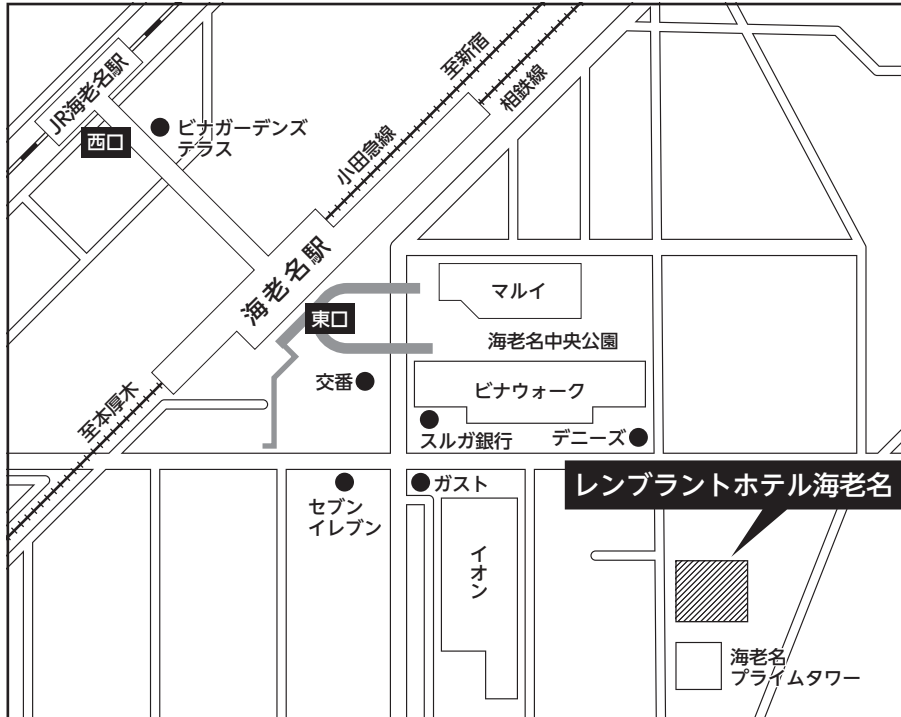 至新宿
相鉄線
JR海老名駅
西口
ビナガーデンズ
テラス
小田急線
海老名駅
マルイ
東口
海老名中央公園
交番
ビナウォーク
至本厚木
スルガ銀行
デニーズ
レンブラントホテル海老名
セブン
イレブン
ガスト
イオン
海老名
プライムタワー